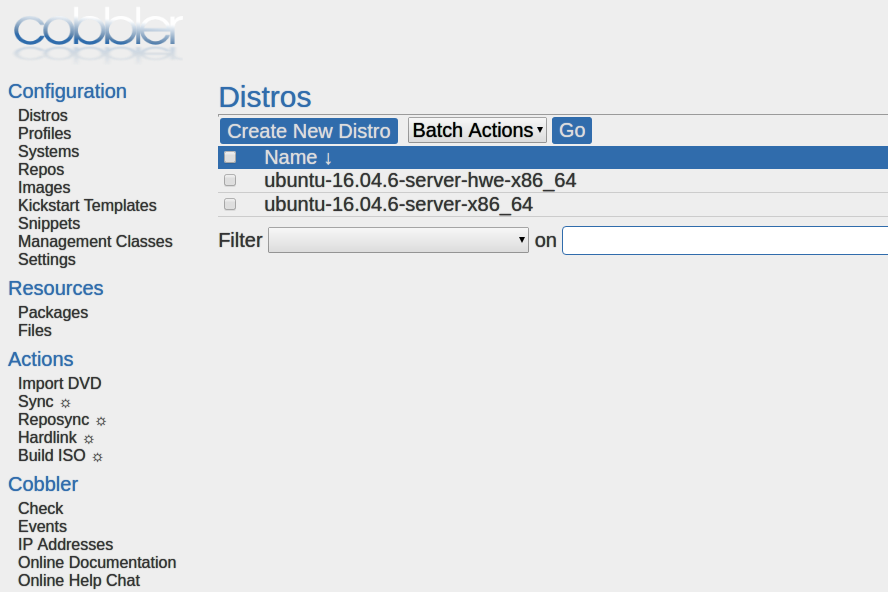 cobbler
Configuration
Distros
Profiles
Systems
Repos
Images
Kickstart Templates
Snippets
Management Classes
Settings
Resources
Packages
Files
Actions
Import DVD
Sync ☼
Reposync ☼
Hardlink ☼
Build ISO ☼
Cobbler
Check
Events
IP Addresses
Online Documentation
Online Help Chat
Distros
Create New Distro Batch Actions Go
Name ↓
ubuntu-16.04.6-server-hwe-x86_64
ubuntu-16.04.6-server-x86_64
Filter on